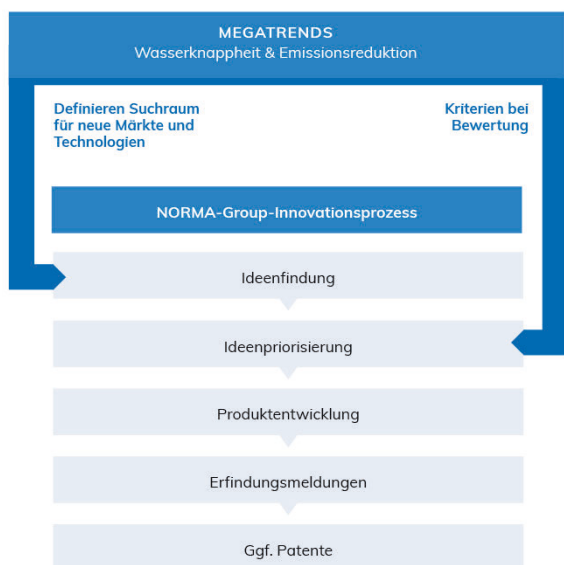 MEGATRENDS
Wasserknappheit & Emissionsreduktion
Definieren Suchraum
für neue Märkte und
Technologien
Kriterien bei
Bewertung
NORMA-Group-Innovationsprozess
Ideenfindung
Ideenpriorisierung
Produktentwicklung
Erfindungsmeldungen
Ggf. Patente